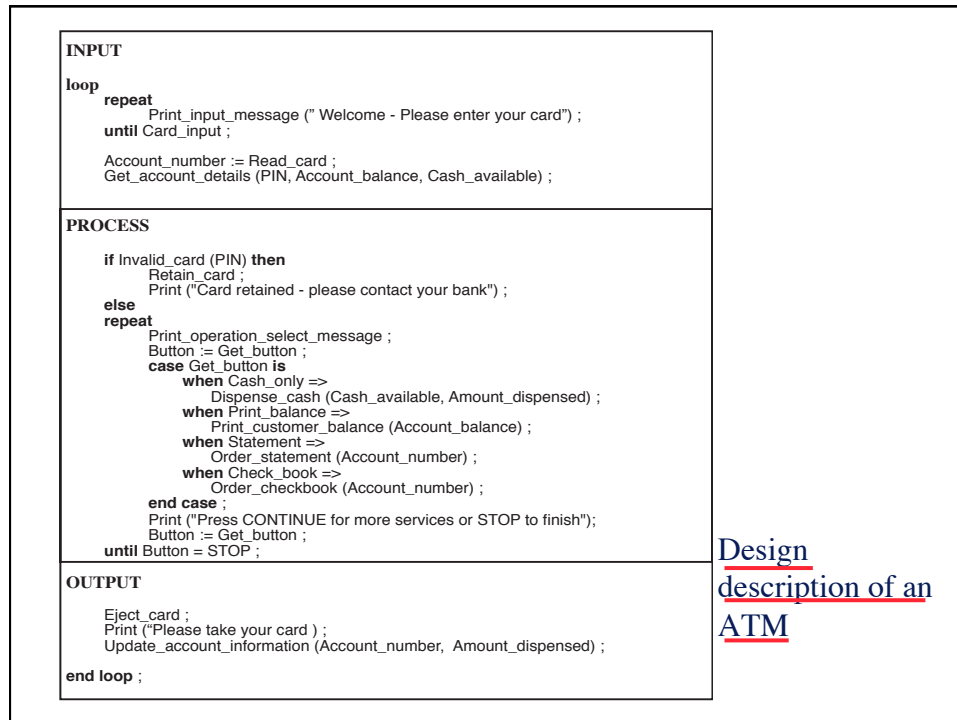 INPUT
loop
repeat
Print_input_message (” Welcome - Please enter your card”) ;
until Card_input ;
Account_number := Read_card ;
Get_account_details (PIN, Account_balance, Cash_available) ;
PROCESS
if Invalid_card (PIN) then
Retain_card ;
Print ("Card retained - please contact your bank") ;
else
repeat
Print_operation_select_message ;
Button := Get_button ;
case Get_button is
when Cash_only =>
Dispense_cash (Cash_available, Amount_dispensed) ;
when Print_balance =>
Print_customer_balance (Account_balance) ;
when Statement =>
Order_statement (Account_number) ;
when Check_book =>
Order_checkbook (Account_number) ;
end case ;
Print ("Press CONTINUE for more services or STOP to finish");
Button := Get_button ;
until Button = STOP ;
OUTPUT
Eject_card ;
Print (“Please take your card ) ;
Update_account_information (Account_number, Amount_dispensed) ;
end loop ;
Design
description of an
ATM